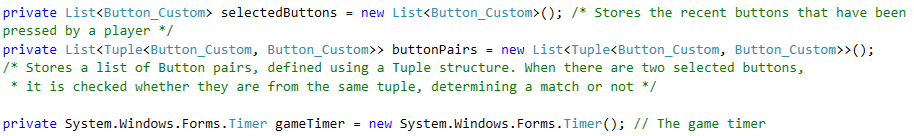 private List<Button_Custom> selectedButtons = new List<Button_Custom>(); /* Stores the recent buttons that have been
pressed by a player */
private List<Tuple<Button_Custom, Button_Custom>> buttonPairs = new List<Tuple<Button_Custom, Button_Custom>>();
/* Stores a list of Button pairs, defined using a Tuple structure. When there are two selected buttons,
* it is checked whether they are from the same tuple, determining a match or not */
private System.Windows.Forms.Timer gameTimer = new System.Windows.Forms.Timer(); // The game timer